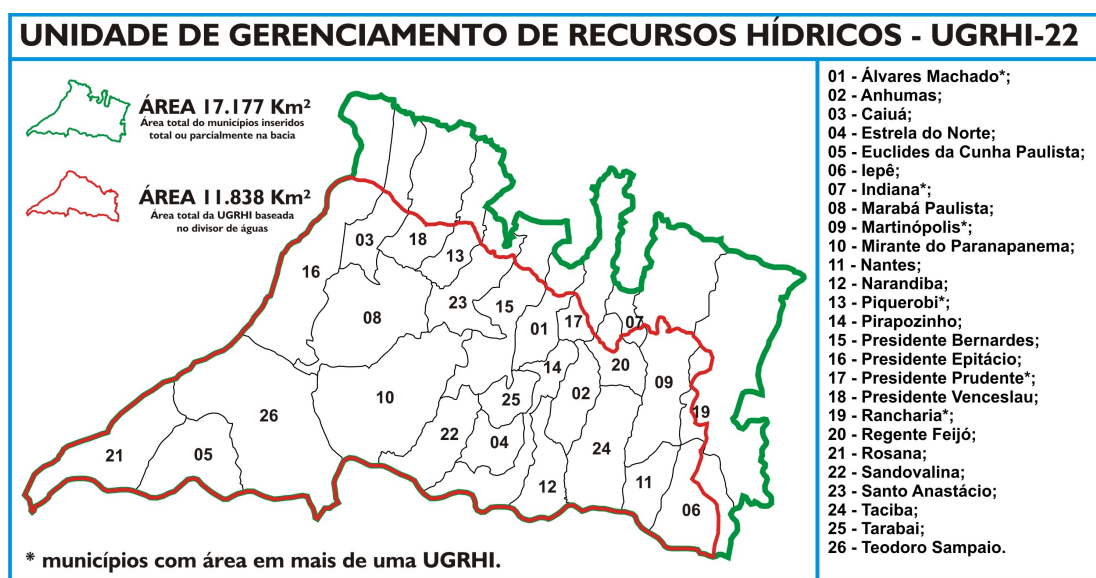 UNIDADE DE GERENCIAMENTO DE RECURSOS HÍDRICOS - UGRHI-22
ÁREA 17.177 Km²
Área total do municípios inseridos
total ou parcialmente na bacia
ÁREA 11.838 Km²
Área total da UGRHI baseada
no divisor de águas
03
18
13
16
23
15
08
01
17
07
20
14
09
02
10
25
19
26
22
04
24
21
05
12
11
06
* municípios com área em mais de uma UGRHI.
01 - Álvares Machado*;
02 - Anhumas;
03 - Caiuá;
04 - Estrela do Norte;
05 - Euclides da Cunha Paulista;
06 - Iepê;
07 - Indiana*;
08 - Marabá Paulista;
09 - Martinópolis*;
10 - Mirante do Paranapanema;
11 - Nantes;
12 - Narandiba;
13 - Piquerobi*;
14 - Pirapozinho;
15 - Presidente Bernardes;
16 - Presidente Epitácio;
17 - Presidente Prudente*;
18 - Presidente Venceslau;
19 - Rancharia*;
20 - Regente Feijó;
21 - Rosana;
22 - Sandovalina;
23 - Santo Anastácio;
24 - Taciba;
25 - Tarabai;
26 - Teodoro Sampaio.